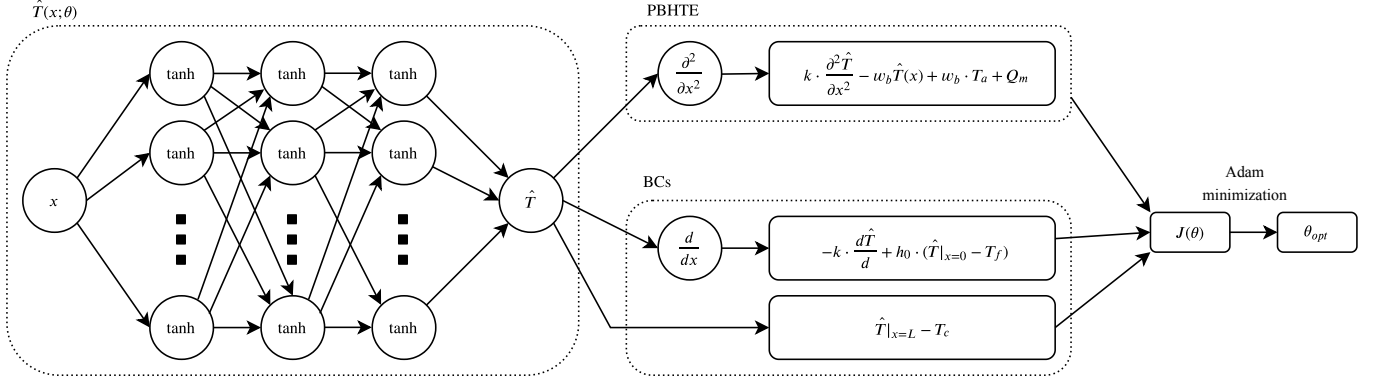 T̂(x;θ)
x
tanh tanh tanh
tanh tanh tanh
tanh tanh tanh
T̂
PBHTE
∂²/∂x²
k · ∂²T̂/∂x² − w_b T̂(x) + w_b · T_a + Q_m
BCs
d/dx
−k · dT̂/d + h₀ · (T̂|ₓ₌₀ − T_f)
T̂|_{x=L} − T_c
J(θ)
Adam
minimization
θ_opt